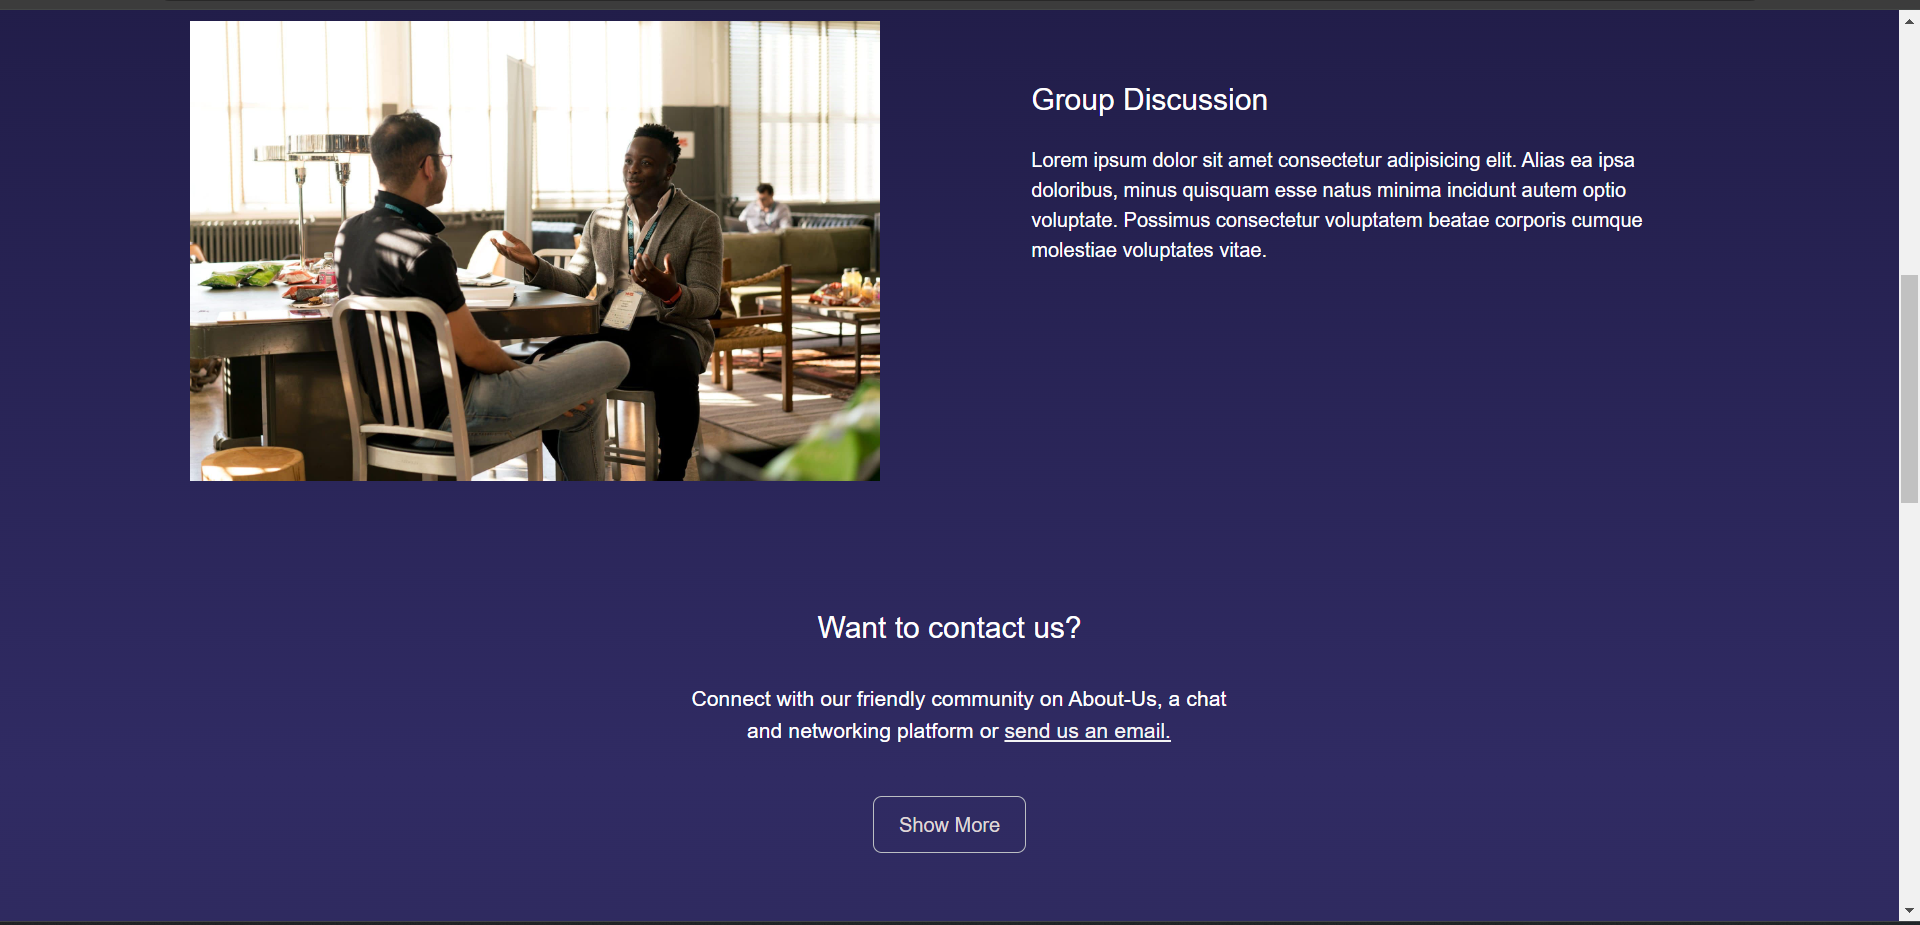 Group Discussion
Lorem ipsum dolor sit amet consectetur adipisicing elit. Alias ea ipsa
doloribus, minus quisquam esse natus minima incidunt autem optio
voluptate. Possimus consectetur voluptatem beatae corporis cumque
molestiae voluptates vitae.
Want to contact us?
Connect with our friendly community on About-Us, a chat
and networking platform or send us an email.
Show More